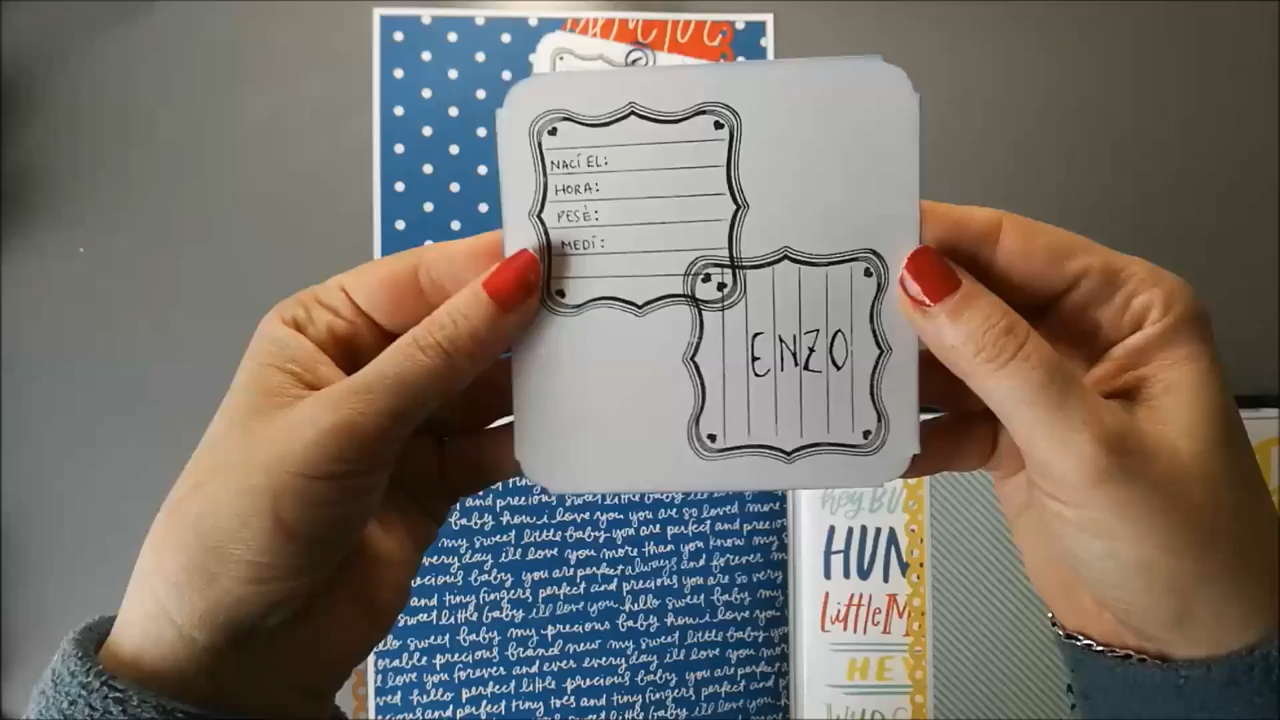 NACÍ EL:
HORA:
PESÉ:
MEDÍ:
ENZO
and precious sweet little baby ill love you
baby how i love you you are so loved more
my sweet little baby you are perfect and
every day ill love you more than you know my
precious baby you are perfect always and forever
and tiny fingers perfect and precious you are so very
sweet little baby ill love you hello sweet baby my
hello sweet baby my precious baby how i love you
adorable precious brand new my sweet little baby
love you forever and ever every day ill love you more
hello perfect little precious baby you are perfect
and precious tiny toes and tiny fingers perfect
hey
HUN
Little M
HEY